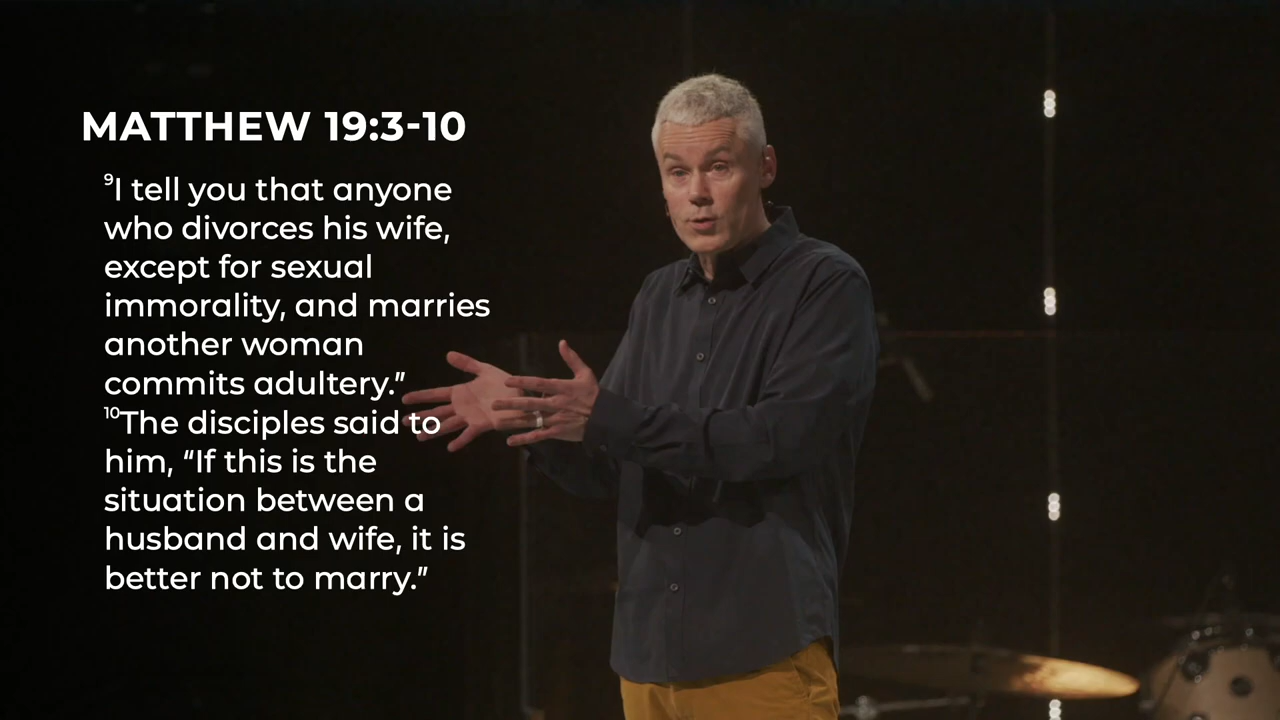 MATTHEW 19:3-10
⁹I tell you that anyone
who divorces his wife,
except for sexual
immorality, and marries
another woman
commits adultery.”
¹⁰The disciples said to
him, “If this is the
situation between a
husband and wife, it is
better not to marry.”